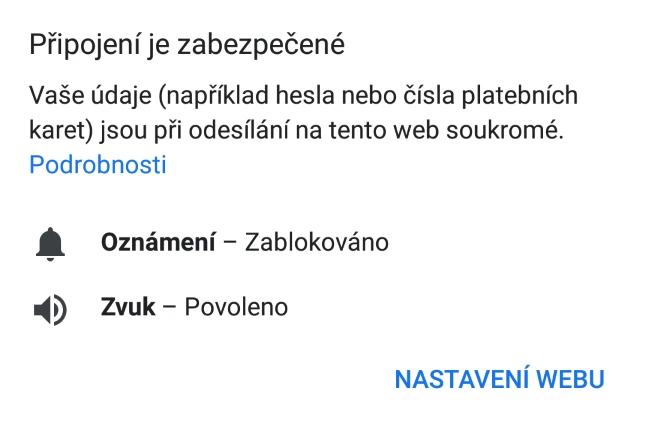 Připojení je zabezpečené
Vaše údaje (například hesla nebo čísla platebních
karet) jsou při odesílání na tento web soukromé.
Podrobnosti
Oznámení – Zablokováno
Zvuk – Povoleno
NASTAVENÍ WEBU